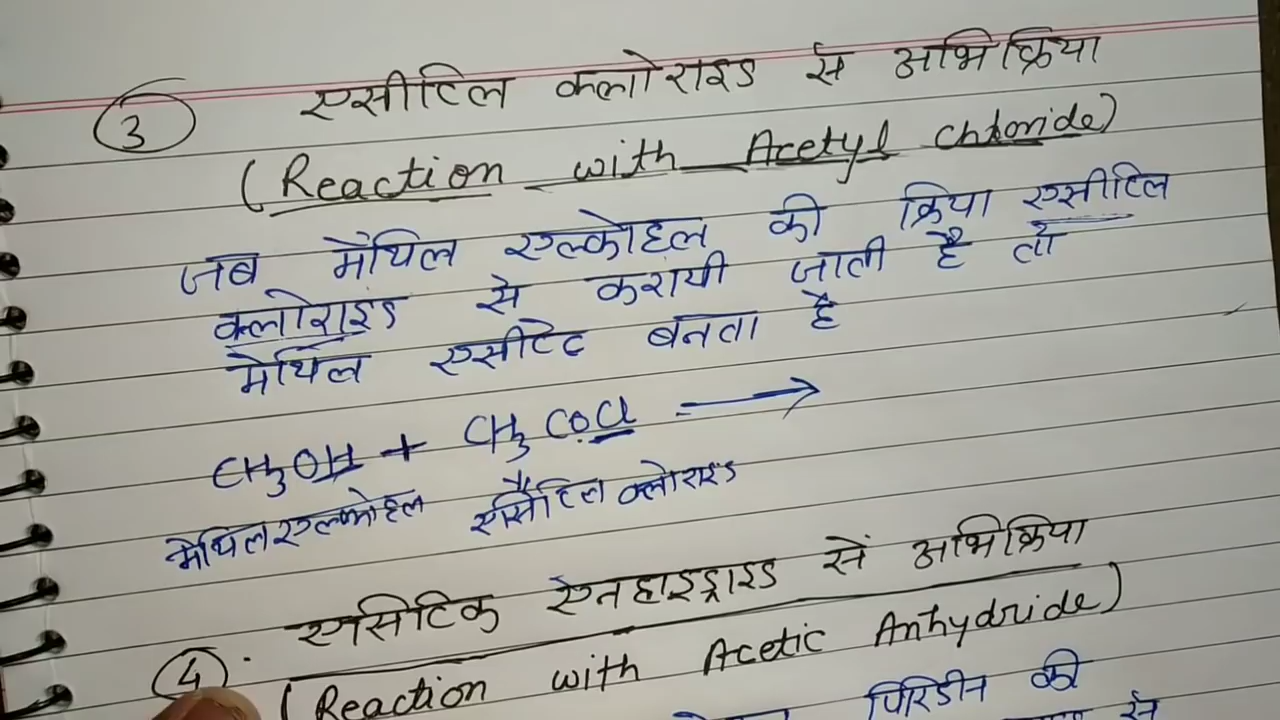 3 एसीटिल क्लोराइड से अभिक्रिया
(Reaction with Acetyl Chloride)
जब मेथिल एल्कोहल की क्रिया एसीटिल
क्लोराइड से करायी जाती है तो
मेथिल एसीटेट बनता है
CH3OH + CH3COCl ⟶
मेथिल एल्कोहल एसैटिल क्लोराइड
4. एसिटिक ऐनहाइड्राइड सें अभिक्रिया
(Reaction with Acetic Anhydride)
पिरिडीन की